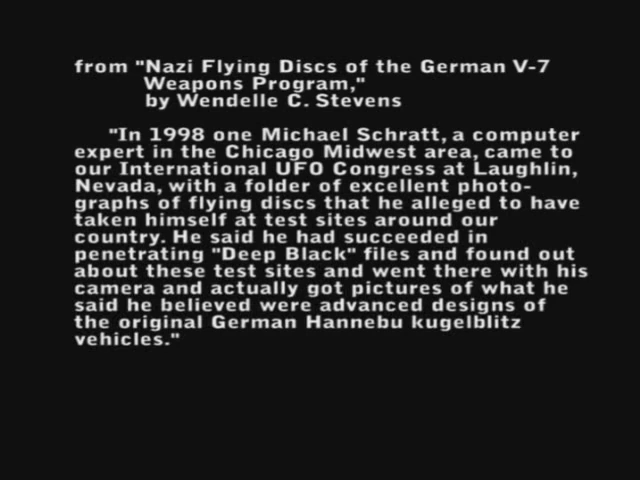 from "Nazi Flying Discs of the German V-7
Weapons Program,"
by Wendelle C. Stevens
"In 1998 one Michael Schratt, a computer
expert in the Chicago Midwest area, came to
our International UFO Congress at Laughlin,
Nevada, with a folder of excellent photo-
graphs of flying discs that he alleged to have
taken himself at test sites around our
country. He said he had succeeded in
penetrating "Deep Black" files and found out
about these test sites and went there with his
camera and actually got pictures of what he
said he believed were advanced designs of
the original German Hannebu kugelblitz
vehicles."